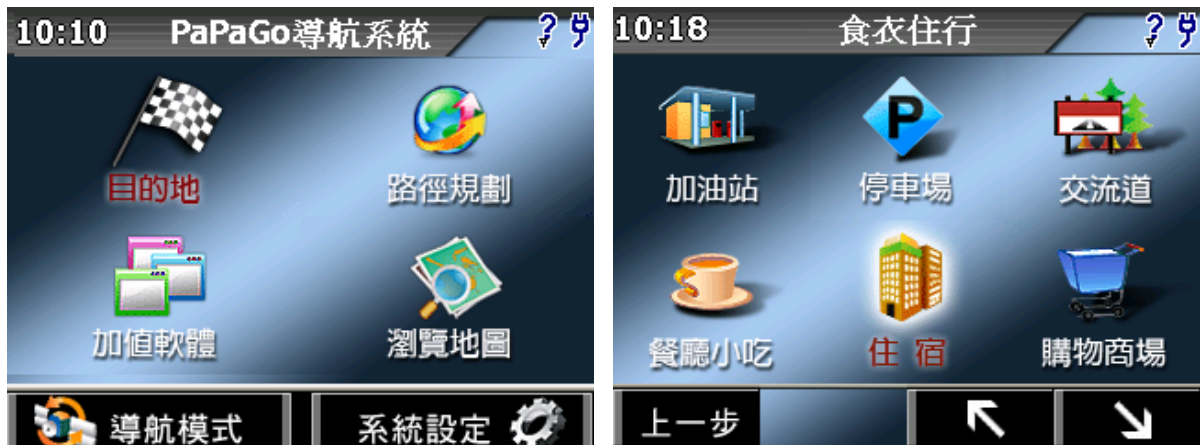 10:10 PaPaGo導航系統
目的地 路徑規劃
加值軟體 瀏覽地圖
導航模式 系統設定
10:18 食衣住行
加油站 停車場 交流道
餐廳小吃 住宿 購物商場
上一步